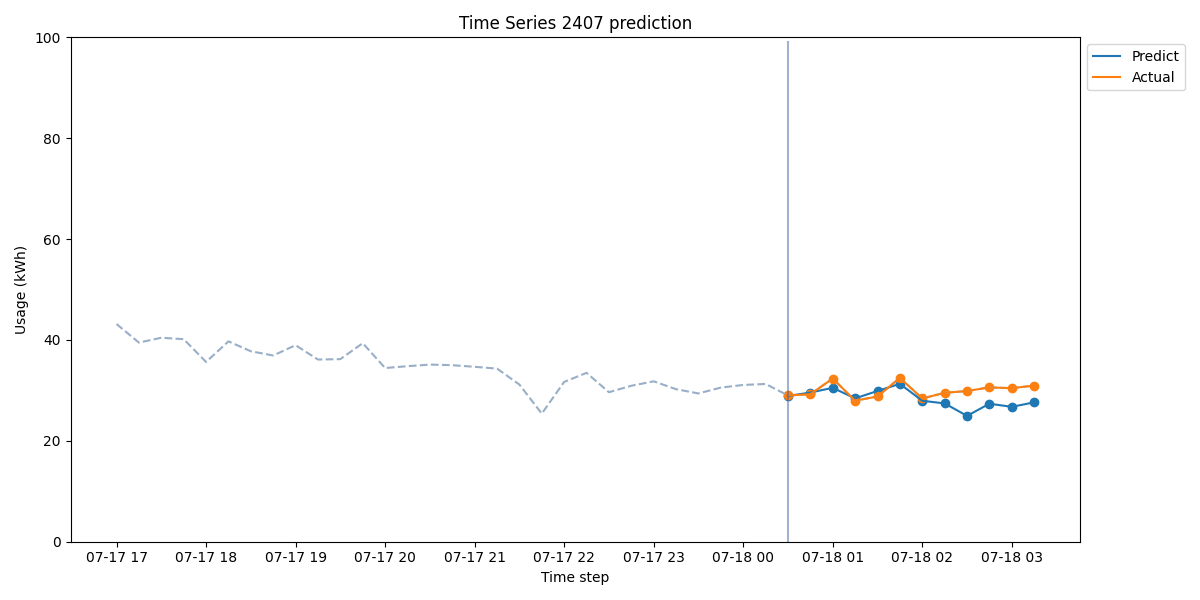 Time Series 2407 prediction
Predict
Actual
Usage (kWh)
100
80
60
40
20
0
07-17 17 07-17 18 07-17 19 07-17 20 07-17 21 07-17 22 07-17 23 07-18 00 07-18 01 07-18 02 07-18 03
Time step